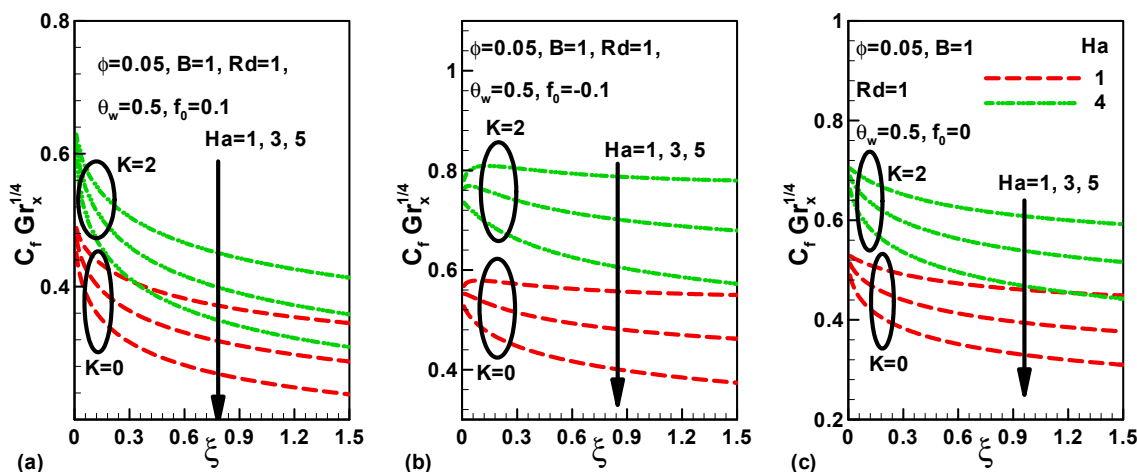 ϕ=0.05, B=1, Rd=1,
θw=0.5, f0=0.1
Ha=1, 3, 5
K=2
K=0
Cf Grx^1/4
0.8
0.6
0.4
0 0.3 0.6 0.9 1.2 1.5
ξ
(a)
ϕ=0.05, B=1, Rd=1,
θw=0.5, f0=-0.1
K=2
Ha=1, 3, 5
K=0
Cf Grx^1/4
1
0.8
0.6
0.4
0 0.3 0.6 0.9 1.2 1.5
ξ
(b)
ϕ=0.05, B=1
Rd=1
θw=0.5, f0=0
Ha
1
4
K=2
Ha=1, 3, 5
K=0
Cf Grx^1/4
1
0.8
0.6
0.4
0.2
0 0.3 0.6 0.9 1.2 1.5
ξ
(c)